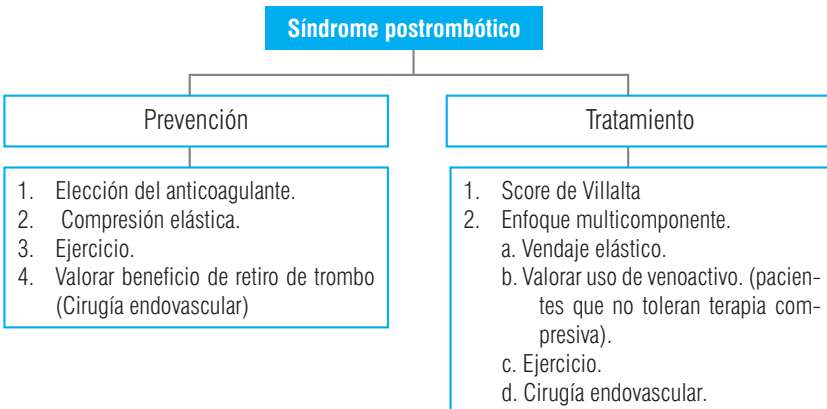 Síndrome postrombótico
Prevención
1. Elección del anticoagulante.
2. Compresión elástica.
3. Ejercicio.
4. Valorar beneficio de retiro de trombo
(Cirugía endovascular)
Tratamiento
1. Score de Villalta
2. Enfoque multicomponente.
a. Vendaje elástico.
b. Valorar uso de venoactivo. (pacien-
tes que no toleran terapia com-
presiva).
c. Ejercicio.
d. Cirugía endovascular.